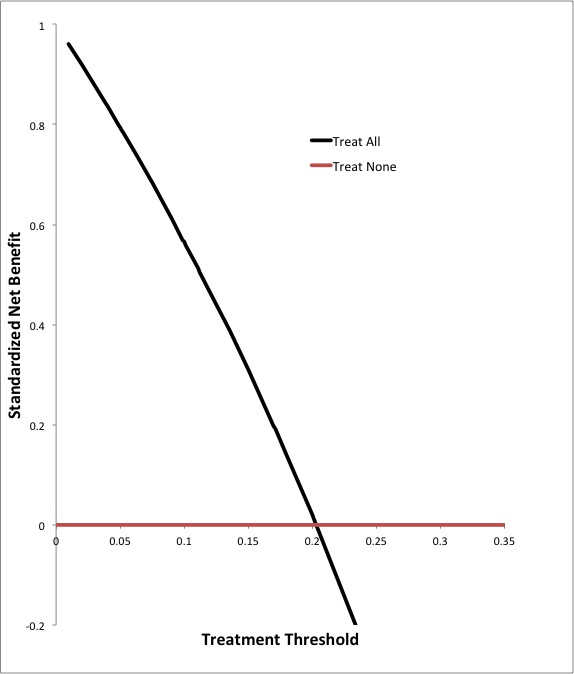 1
0.8
Treat All
Treat None
0.6
Standardized Net Benefit
0.4
0.2
0
0 0.05 0.1 0.15 0.2 0.25 0.3 0.35
-0.2
Treatment Threshold